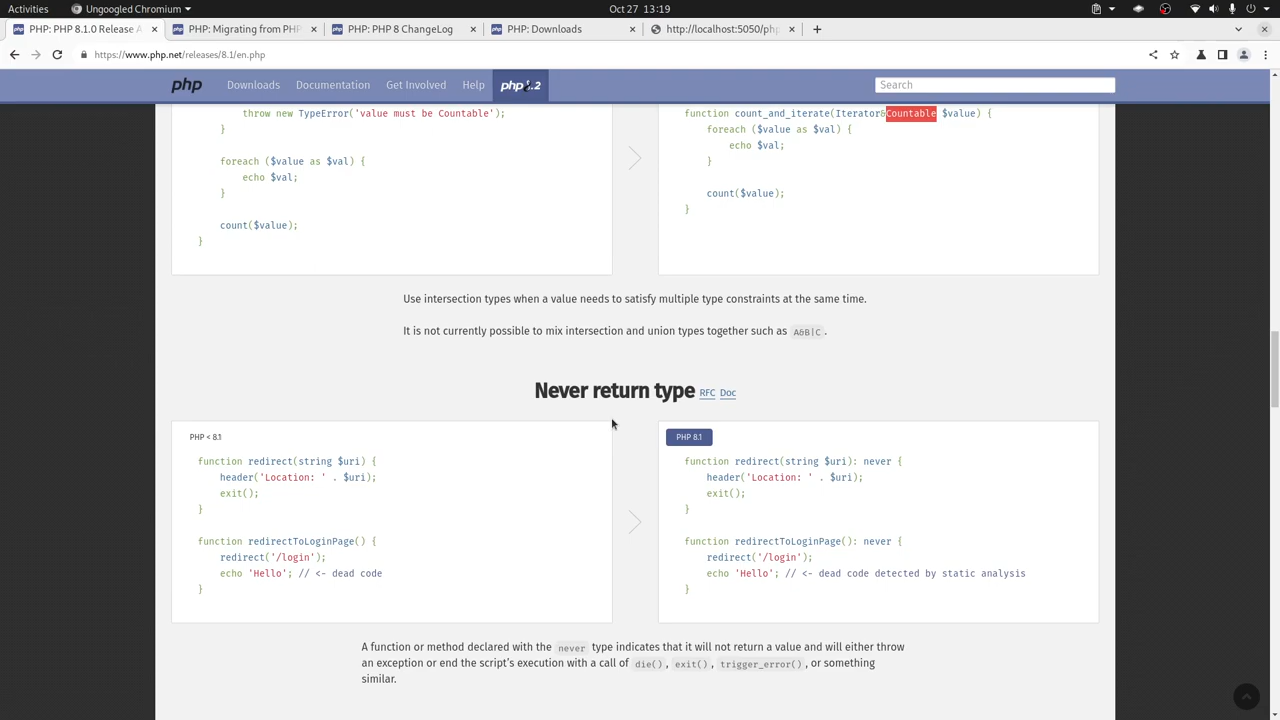 Activities
Ungoogled Chromium
Oct 27 13:19
PHP: PHP 8.1.0 Release A
PHP: Migrating from PHP
PHP: PHP 8 ChangeLog
PHP: Downloads
http://localhost:5050/php
https://www.php.net/releases/8.1/en.php
php
Downloads
Documentation
Get Involved
Help
php8.2
Search
throw new TypeError('value must be Countable');
}
foreach ($value as $val) {
echo $val;
}
count($value);
}
function count_and_iterate(Iterator&Countable $value) {
foreach ($value as $val) {
echo $val;
}
count($value);
}
Use intersection types when a value needs to satisfy multiple type constraints at the same time.
It is not currently possible to mix intersection and union types together such as A&B|C.
Never return type RFC Doc
PHP < 8.1
function redirect(string $uri) {
header('Location: ' . $uri);
exit();
}
function redirectToLoginPage() {
redirect('/login');
echo 'Hello'; // <- dead code
}
PHP 8.1
function redirect(string $uri): never {
header('Location: ' . $uri);
exit();
}
function redirectToLoginPage(): never {
redirect('/login');
echo 'Hello'; // <- dead code detected by static analysis
}
A function or method declared with the never type indicates that it will not return a value and will either throw
an exception or end the script's execution with a call of die(), exit(), trigger_error(), or something
similar.